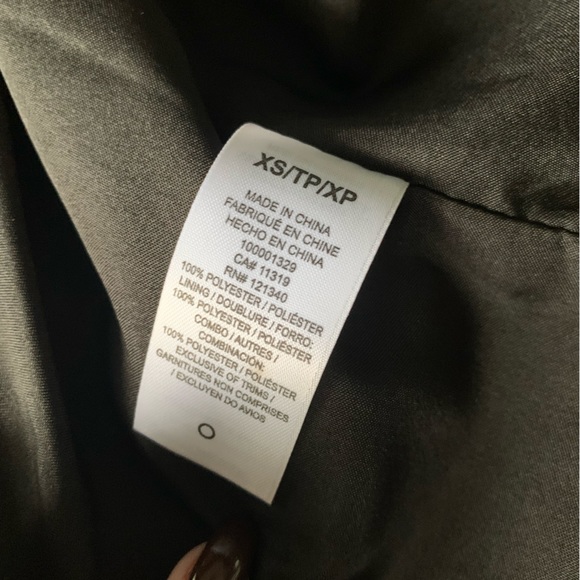 XS/TP/XP
MADE IN CHINA
FABRIQUÉ EN CHINE
HECHO EN CHINA
100001329
CA# 11319
RN# 121340
100% POLYESTER / POLIÉSTER
LINING / DOUBLURE / FORRO:
100% POLYESTER / POLIÉSTER
COMBO / AUTRES /
COMBINACIÓN:
100% POLYESTER / POLIÉSTER
EXCLUSIVE OF TRIMS /
GARNITURES NON COMPRISES
/ EXCLUYEN DO AVIOS
O